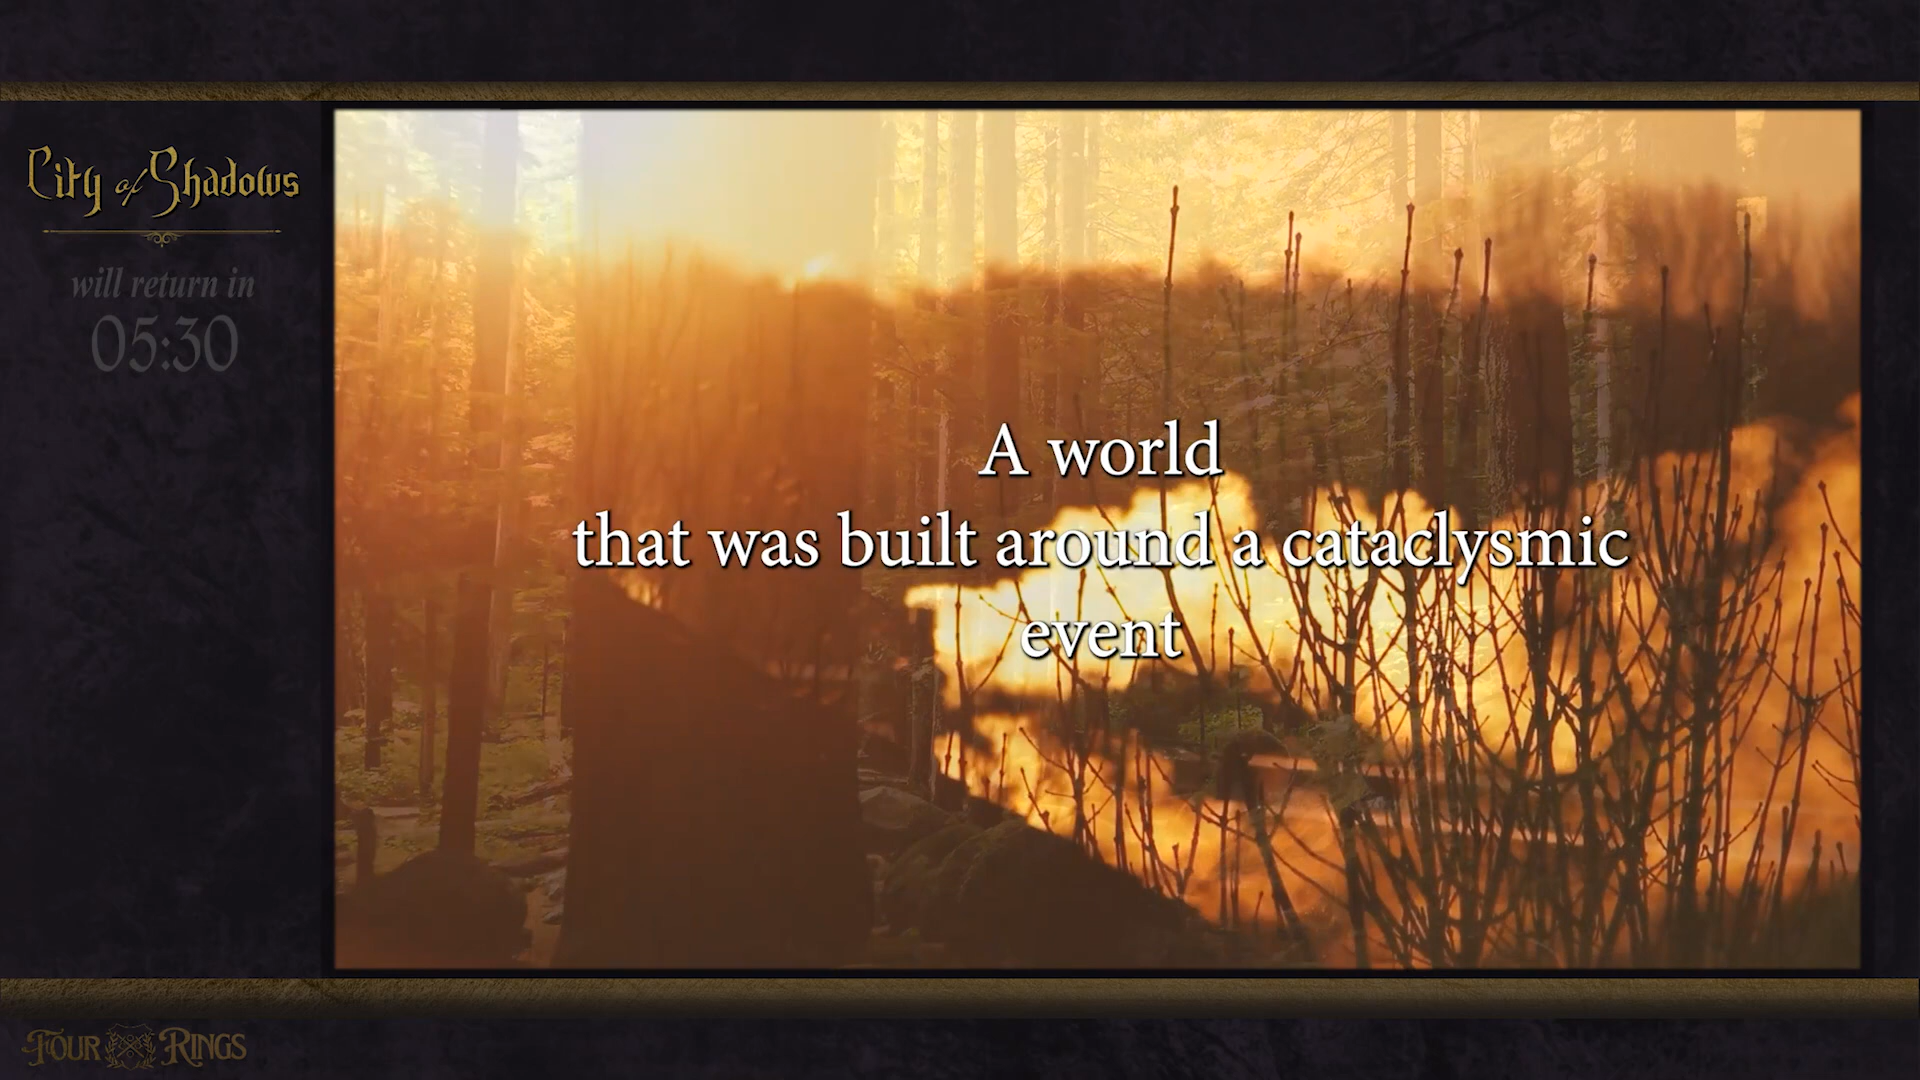 City of Shadows
will return in
05:30
A world
that was built around a cataclysmic
event
FOUR RINGS